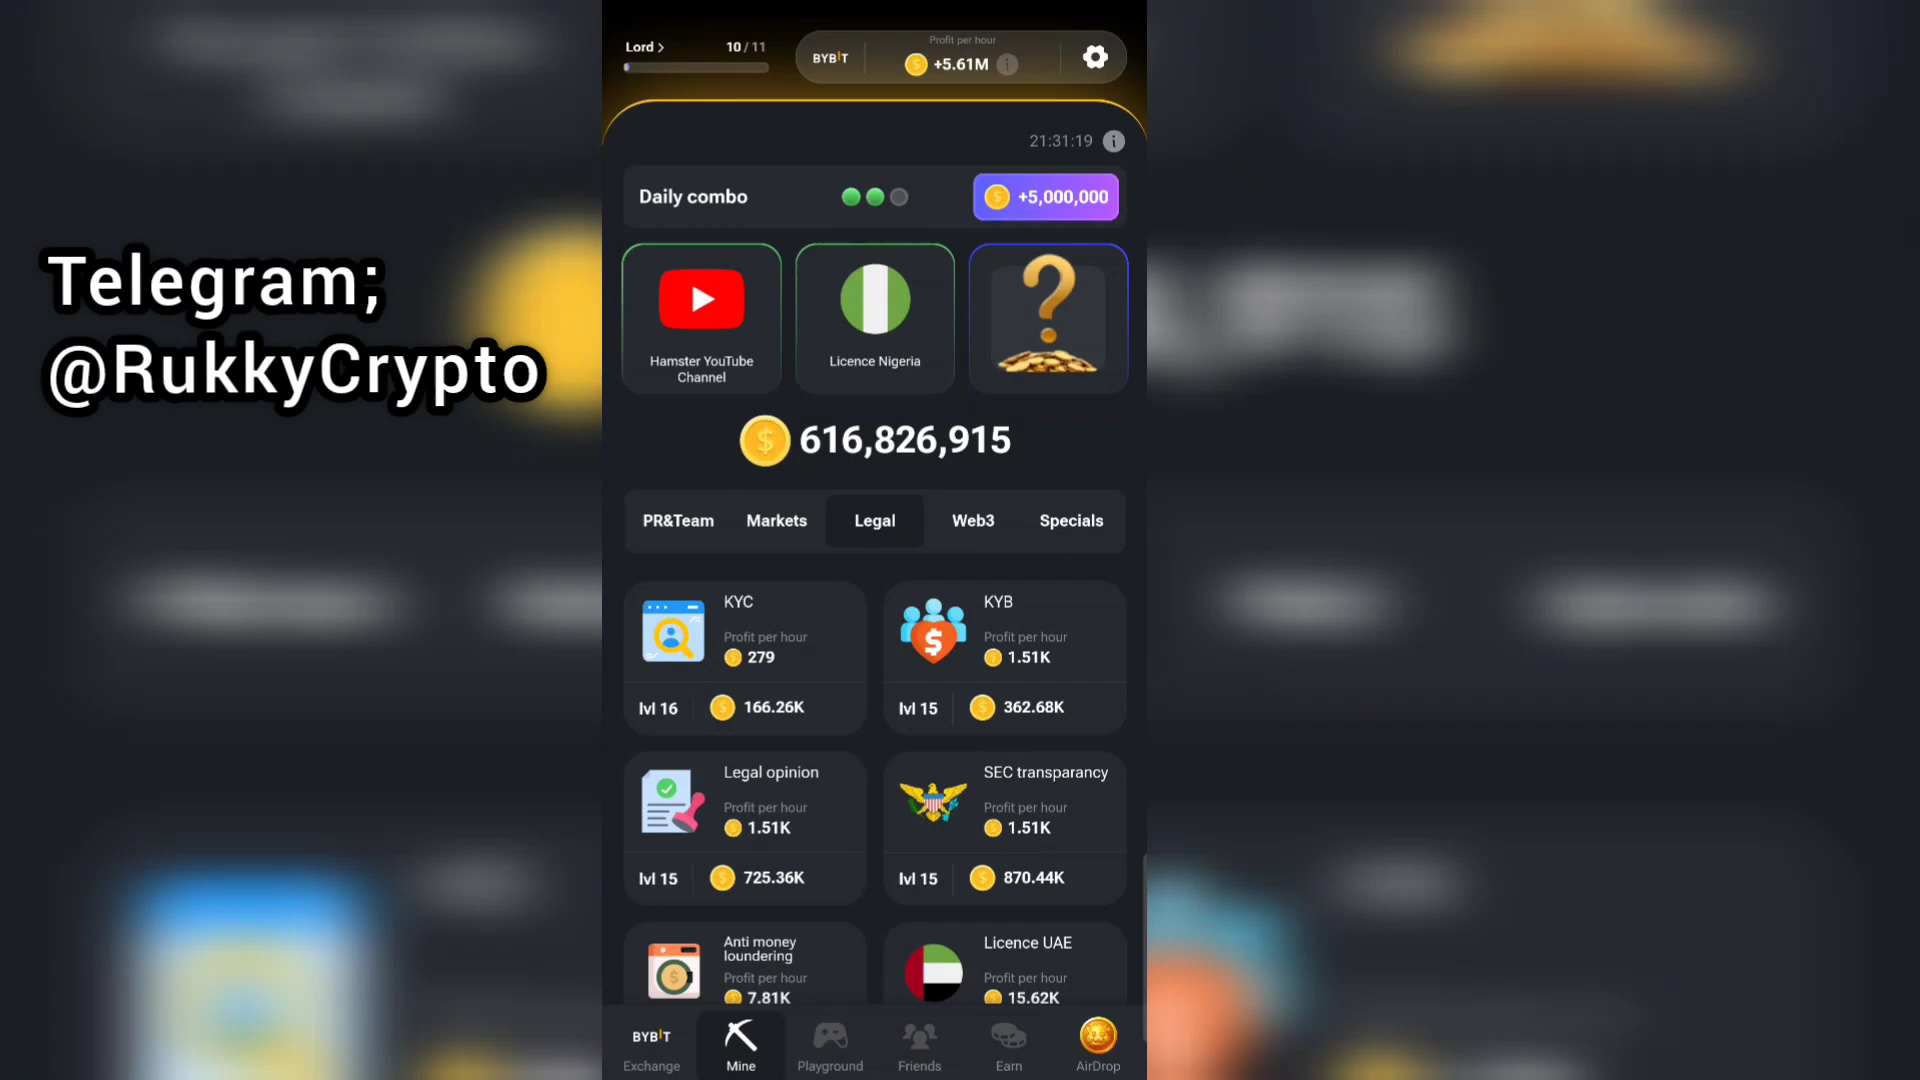 Lord >
10 / 11
BYBIT
Profit per hour
+5.61M
21:31:19
Daily combo
+5,000,000
Telegram;
@RukkyCrypto
Hamster YouTube
Channel
Licence Nigeria
616,826,915
PR&Team
Markets
Legal
Web3
Specials
KYC
Profit per hour
279
lvl 16
166.26K
KYB
Profit per hour
1.51K
lvl 15
362.68K
Legal opinion
Profit per hour
1.51K
lvl 15
725.36K
SEC transparancy
Profit per hour
1.51K
lvl 15
870.44K
Anti money
loundering
Profit per hour
7.81K
Licence UAE
Profit per hour
15.62K
BYBIT
Exchange
Mine
Playground
Friends
Earn
AirDrop